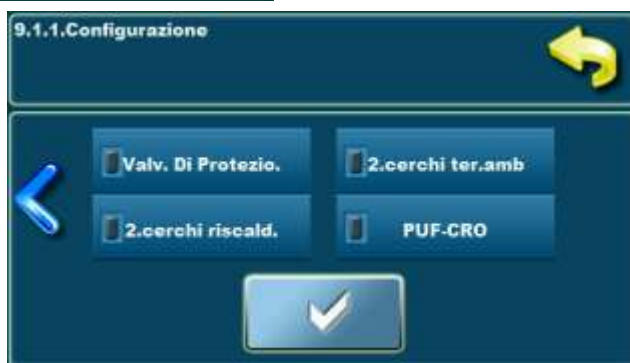 9.1.1.Configurazione
Valv. Di Protezio.
2.cerchi ter.amb
2.cerchi riscald.
PUF-CRO